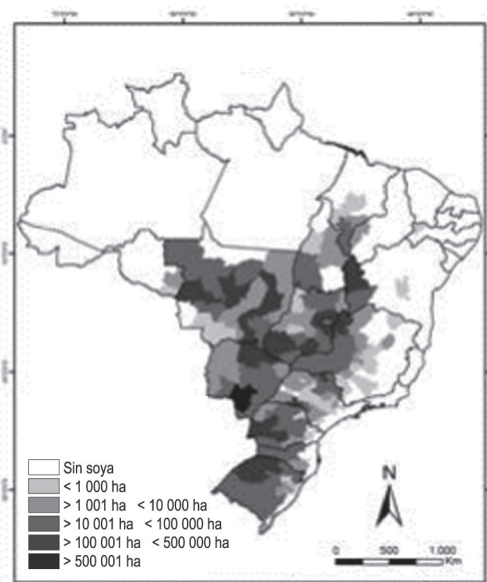 N
Sin soya
< 1 000 ha
> 1 001 ha < 10 000 ha
> 10 001 ha < 100 000 ha
> 100 001 ha < 500 000 ha
> 500 001 ha
0 500 1.000
Km